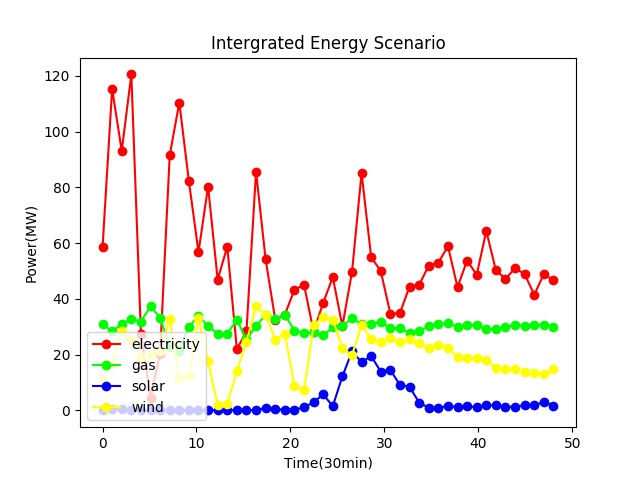 Intergrated Energy Scenario
Power(MW)
120
100
80
60
40
20
0
electricity
gas
solar
wind
0 10 20 30 40 50
Time(30min)